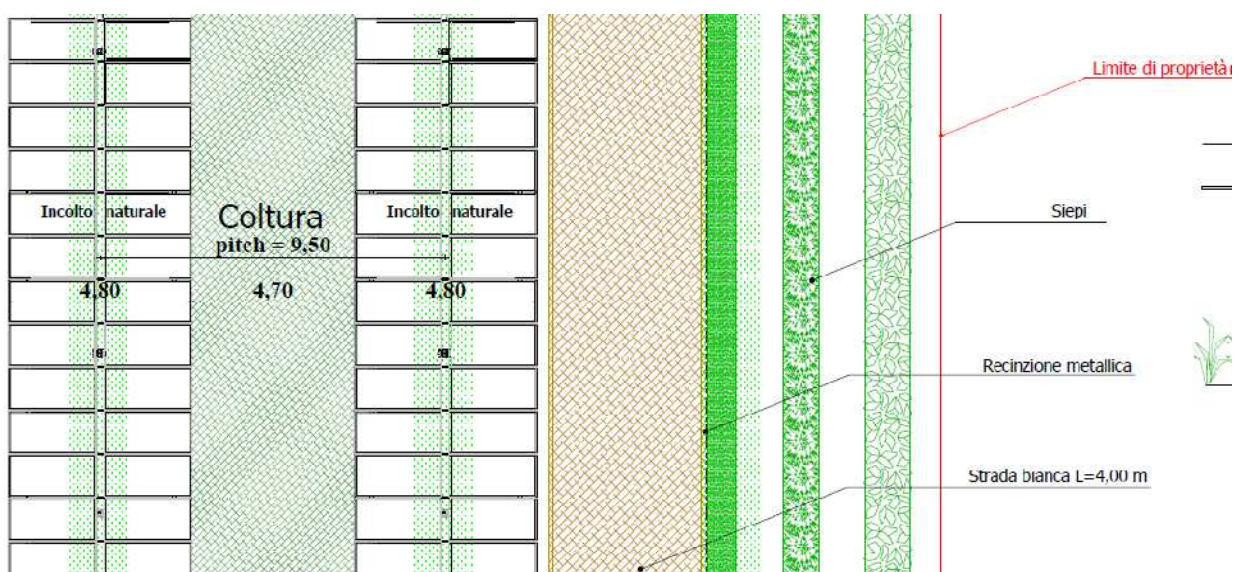 Limite di proprietà
Incolto naturale
Coltura
Incolto naturale
Siepi
pitch = 9,50
4,80
4,70
4,80
Recinzione metallica
Strada bianca L=4,00 m